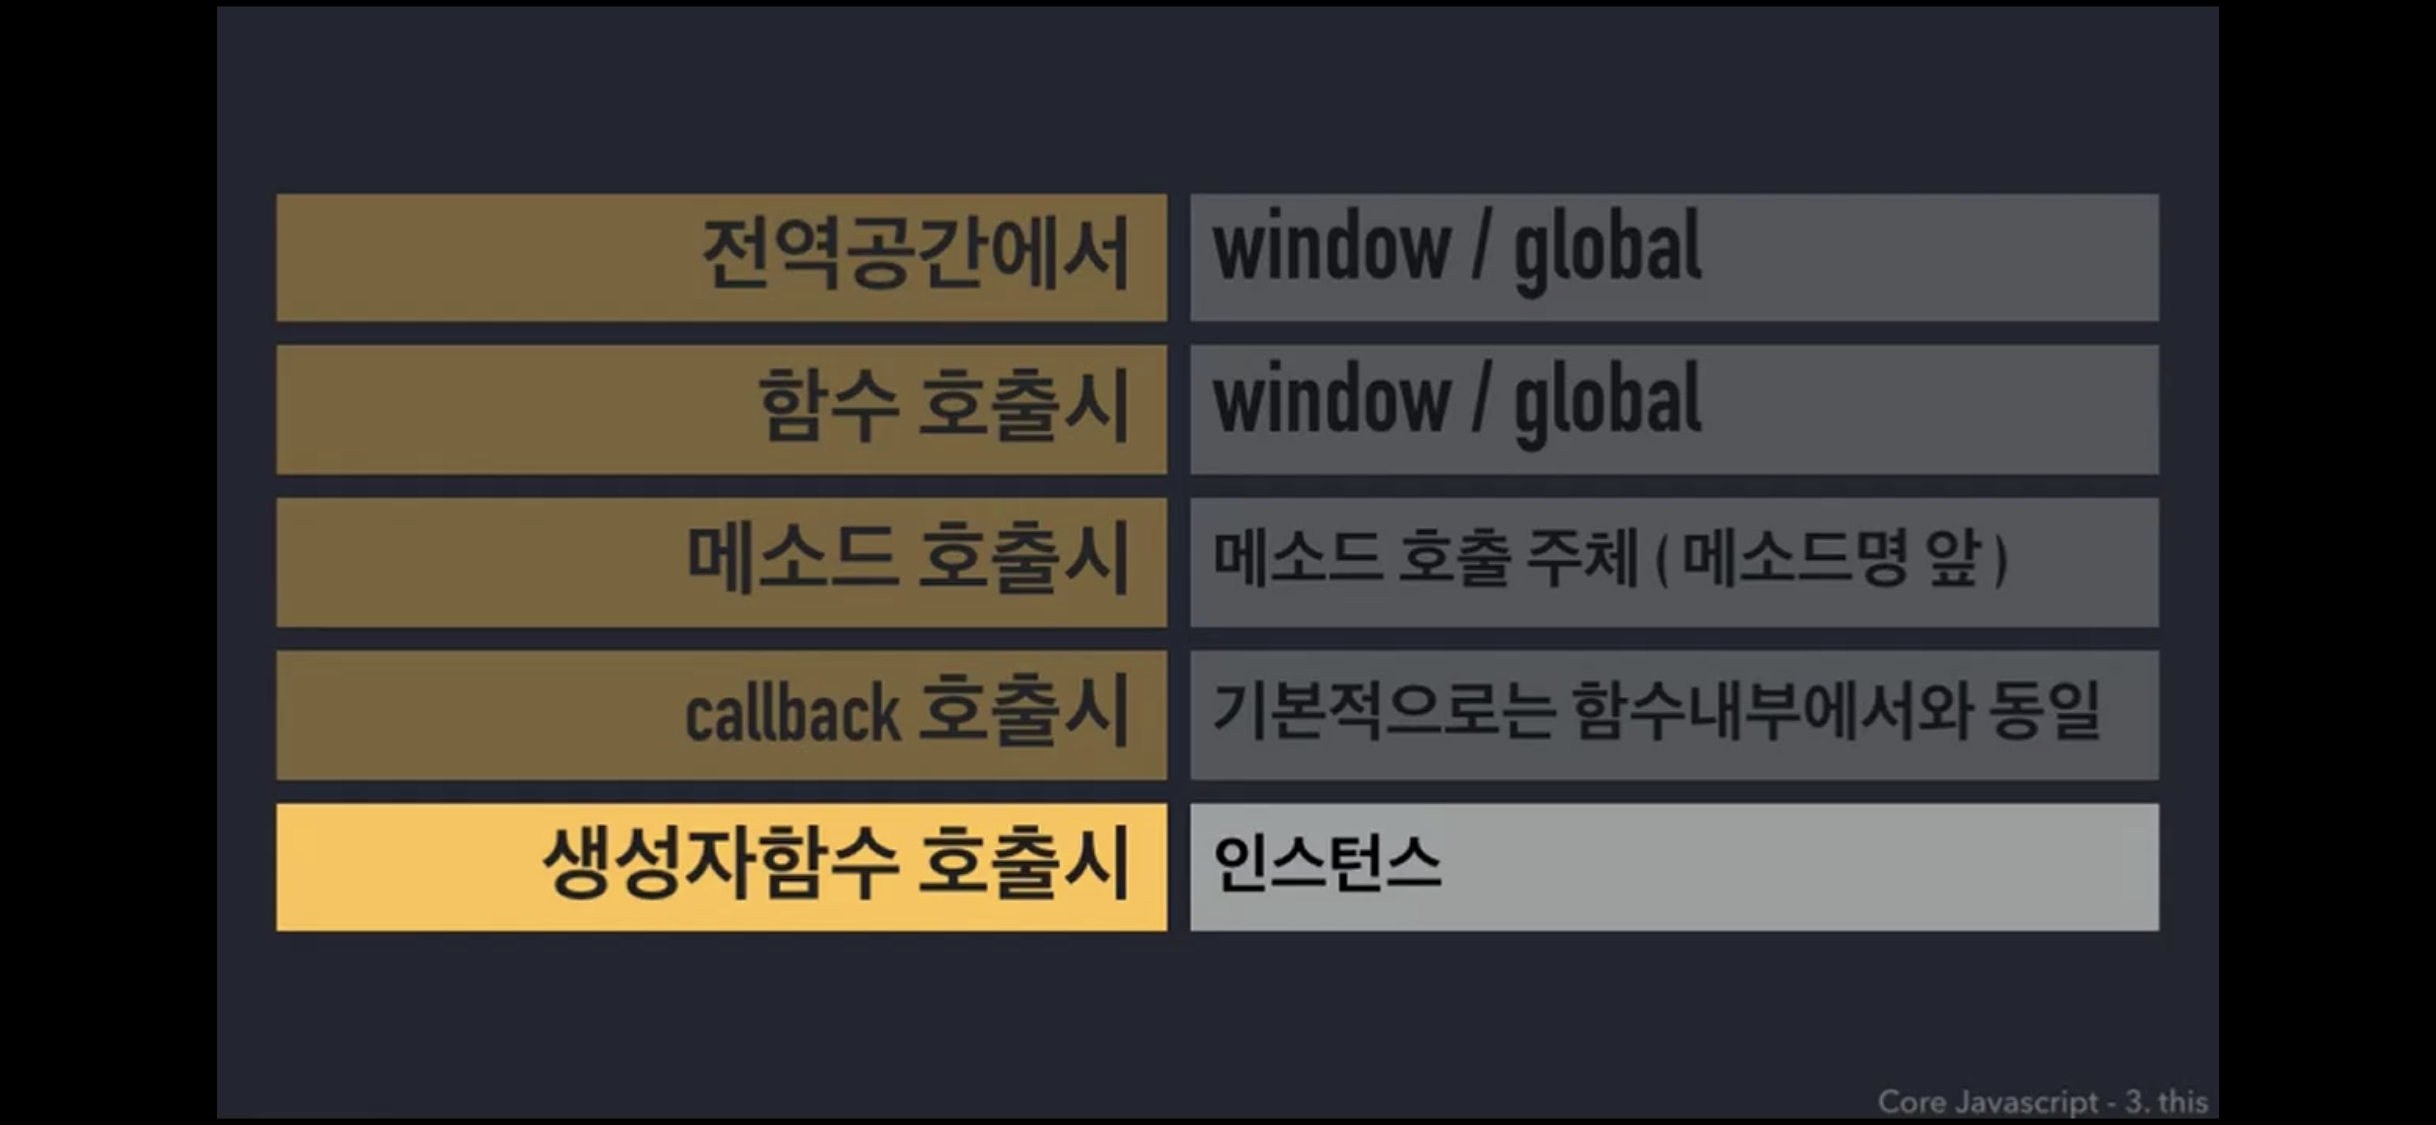 전역공간에서
window / global
함수 호출시
window / global
메소드 호출시
메소드 호출 주체 ( 메소드명 앞 )
callback 호출시
기본적으로는 함수내부에서와 동일
생성자함수 호출시
인스턴스
Core Javascript - 3. this